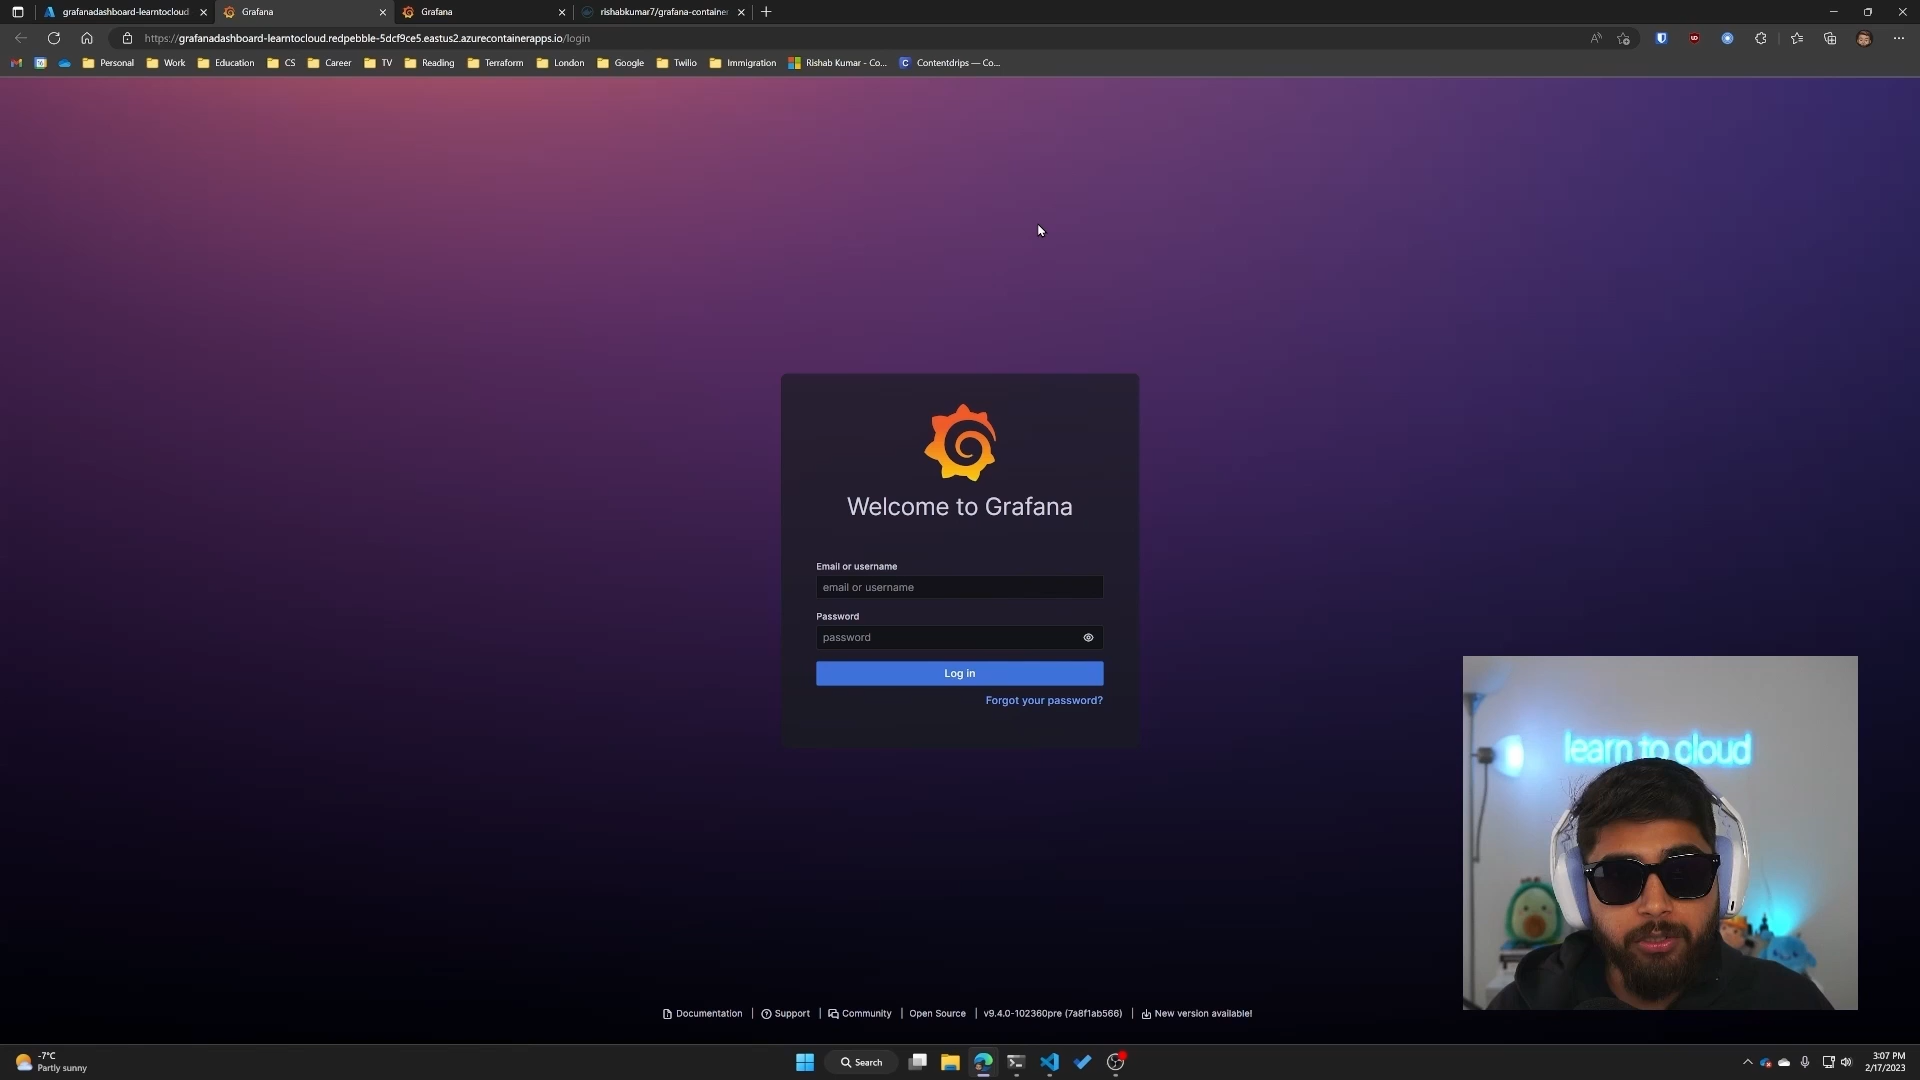 grafanadashboard-learntocloud
Grafana
Grafana
rishabkumar7/grafana-container
https://grafanadashboard-learntocloud.redpebble-5dcf9ce5.eastus2.azurecontainerapps.io/login
Personal
Work
Education
CS
Career
TV
Reading
Terraform
London
Google
Twilio
Immigration
Rishab Kumar - Co...
Contentdrips — Co...
Welcome to Grafana
Email or username
email or username
Password
password
Log in
Forgot your password?
learn to cloud
Documentation | Support | Community | Open Source | v9.4.0-102360pre (7a8f1ab566) | New version available!
-7°C
Partly sunny
Search
3:07 PM
2/17/2023